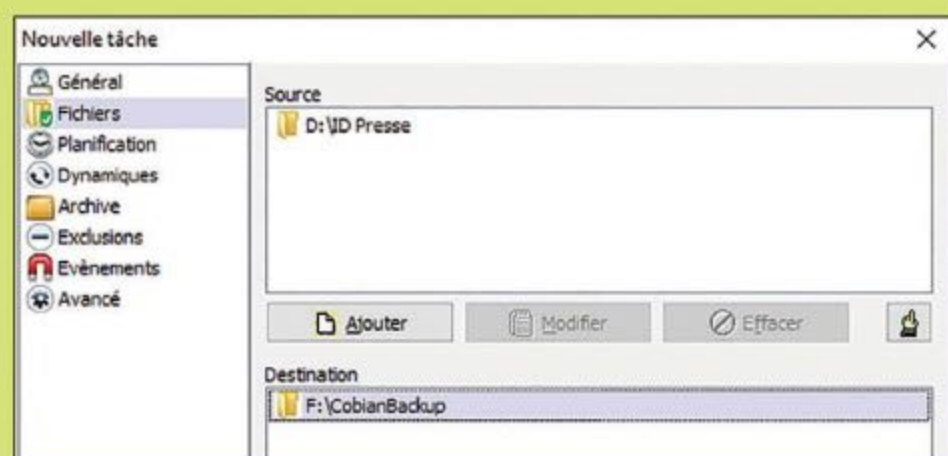 Nouvelle tâche
Général
Fichiers
Planification
Dynamiques
Archive
Exclusions
Evènements
Avancé
Source
D:\ID Presse
Ajouter
Modifier
Effacer
Destination
F:\CobianBackup